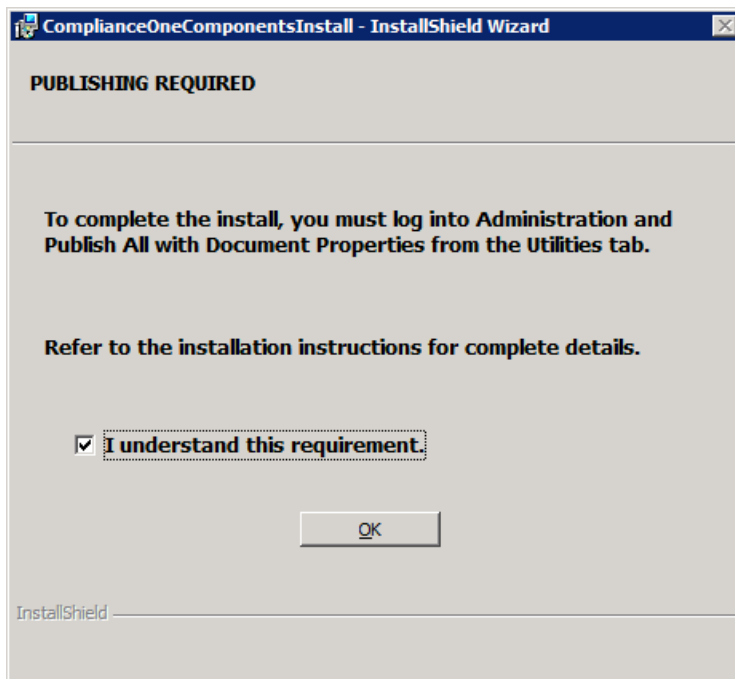 ComplianceOneComponentsInstall - InstallShield Wizard
PUBLISHING REQUIRED
To complete the install, you must log into Administration and
Publish All with Document Properties from the Utilities tab.
Refer to the installation instructions for complete details.
I understand this requirement.
OK
InstallShield